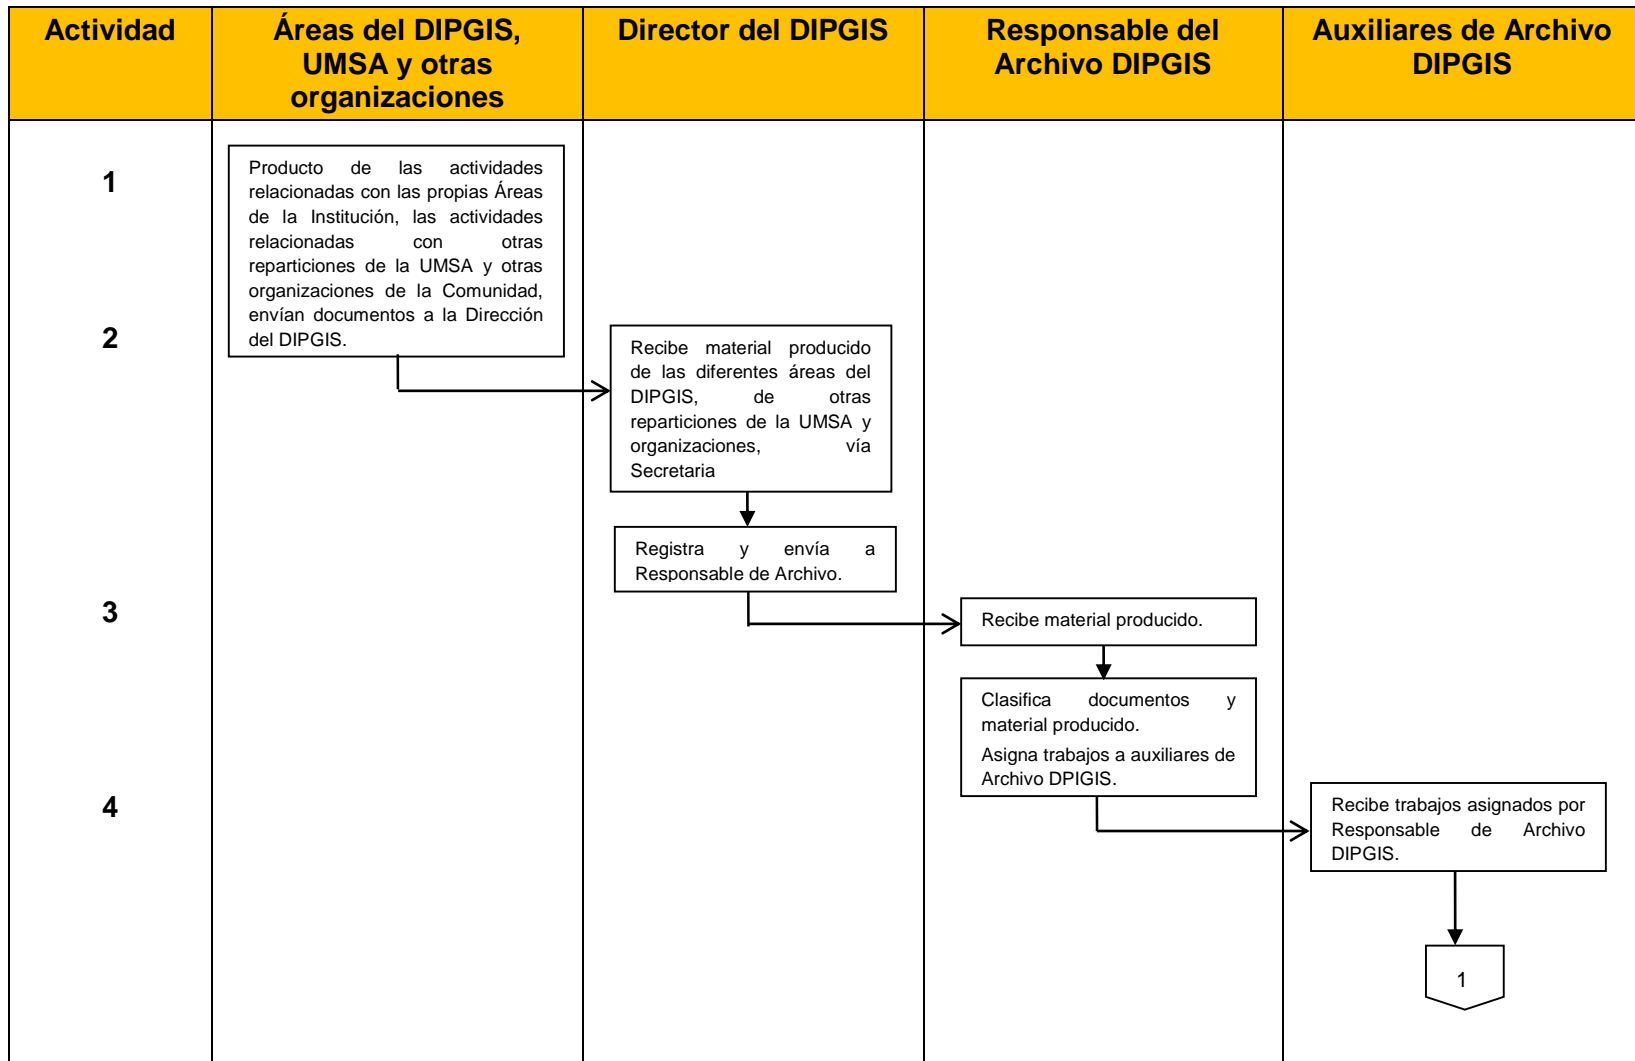 Actividad
Áreas del DIPGIS,
UMSA y otras
organizaciones
Director del DIPGIS
Responsable del
Archivo DIPGIS
Auxiliares de Archivo
DIPGIS
1
Producto de las actividades
relacionadas con las propias Áreas
de la Institución, las actividades
relacionadas con otras
reparticiones de la UMSA y otras
organizaciones de la Comunidad,
envían documentos a la Dirección
del DIPGIS.
2
Recibe material producido
de las diferentes áreas del
DIPGIS, de otras
reparticiones de la UMSA y
organizaciones, vía
Secretaria
Registra y envía a
Responsable de Archivo.
3
Recibe material producido.
Clasifica documentos y
material producido.
Asigna trabajos a auxiliares de
Archivo DPIGIS.
4
Recibe trabajos asignados por
Responsable de Archivo
DIPGIS.
1